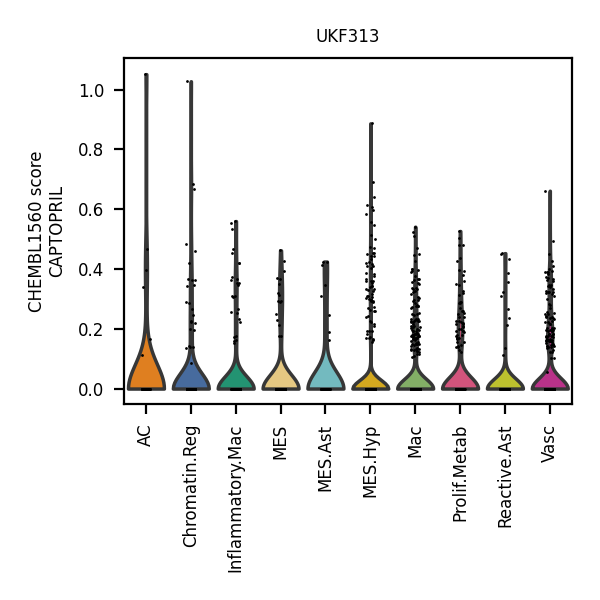 UKF313
CHEMBL1560 score
CAPTOPRIL
1.0
0.8
0.6
0.4
0.2
0.0
AC
Chromatin.Reg
Inflammatory.Mac
MES
MES.Ast
MES.Hyp
Mac
Prolif.Metab
Reactive.Ast
Vasc